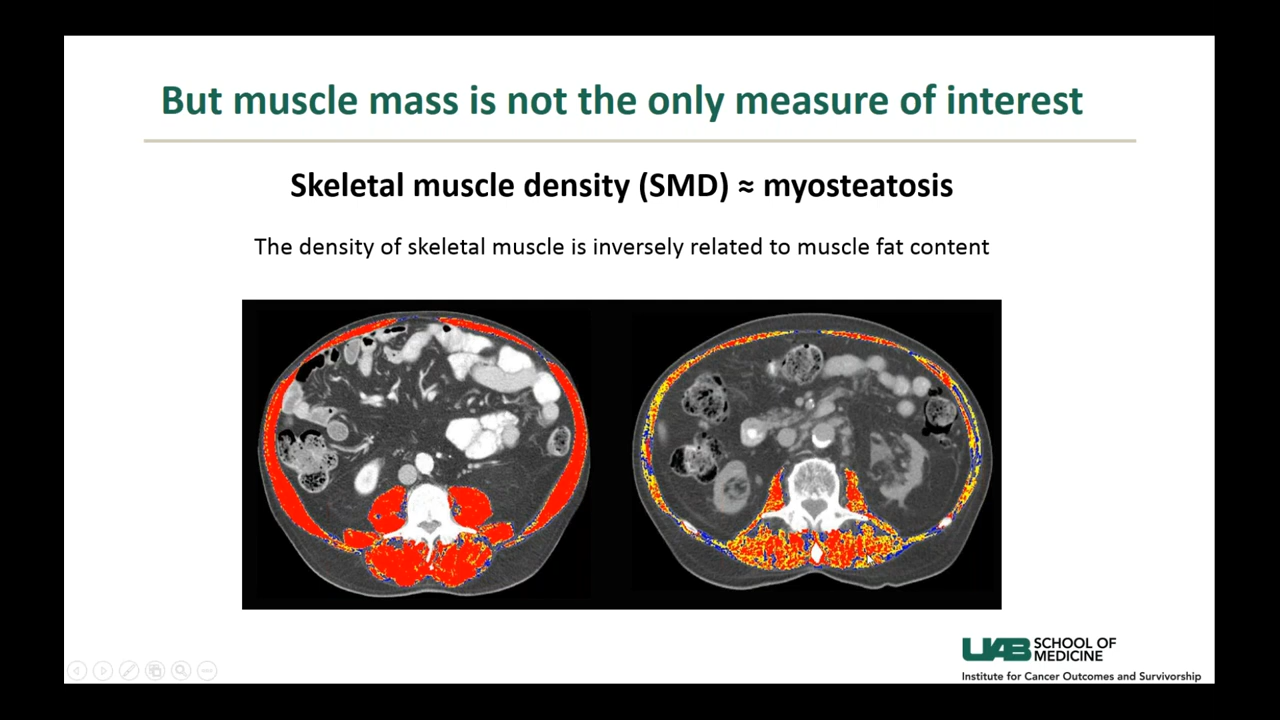 But muscle mass is not the only measure of interest
Skeletal muscle density (SMD) ≈ myosteatosis
The density of skeletal muscle is inversely related to muscle fat content
UAB SCHOOL OF
MEDICINE
Institute for Cancer Outcomes and Survivorship